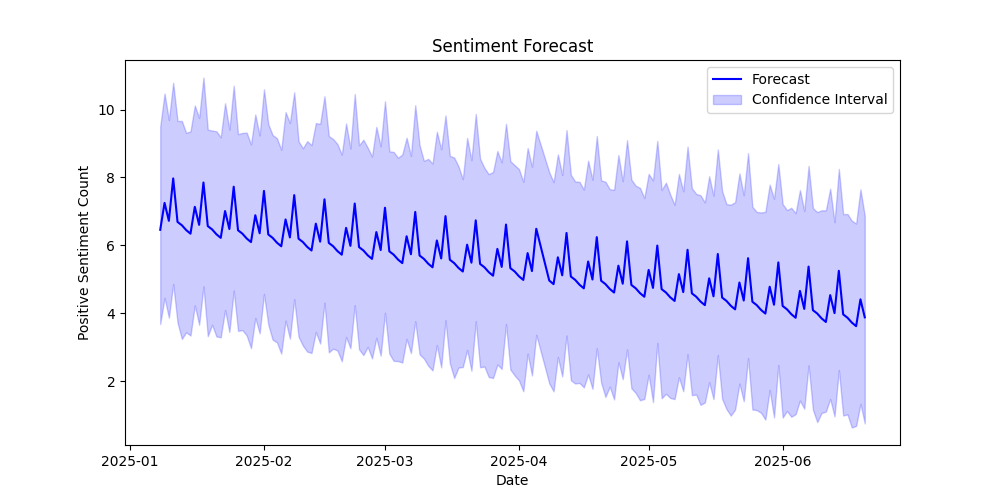 Sentiment Forecast
Forecast
Confidence Interval
Positive Sentiment Count
10
8
6
4
2
2025-01
2025-02
2025-03
2025-04
2025-05
2025-06
Date